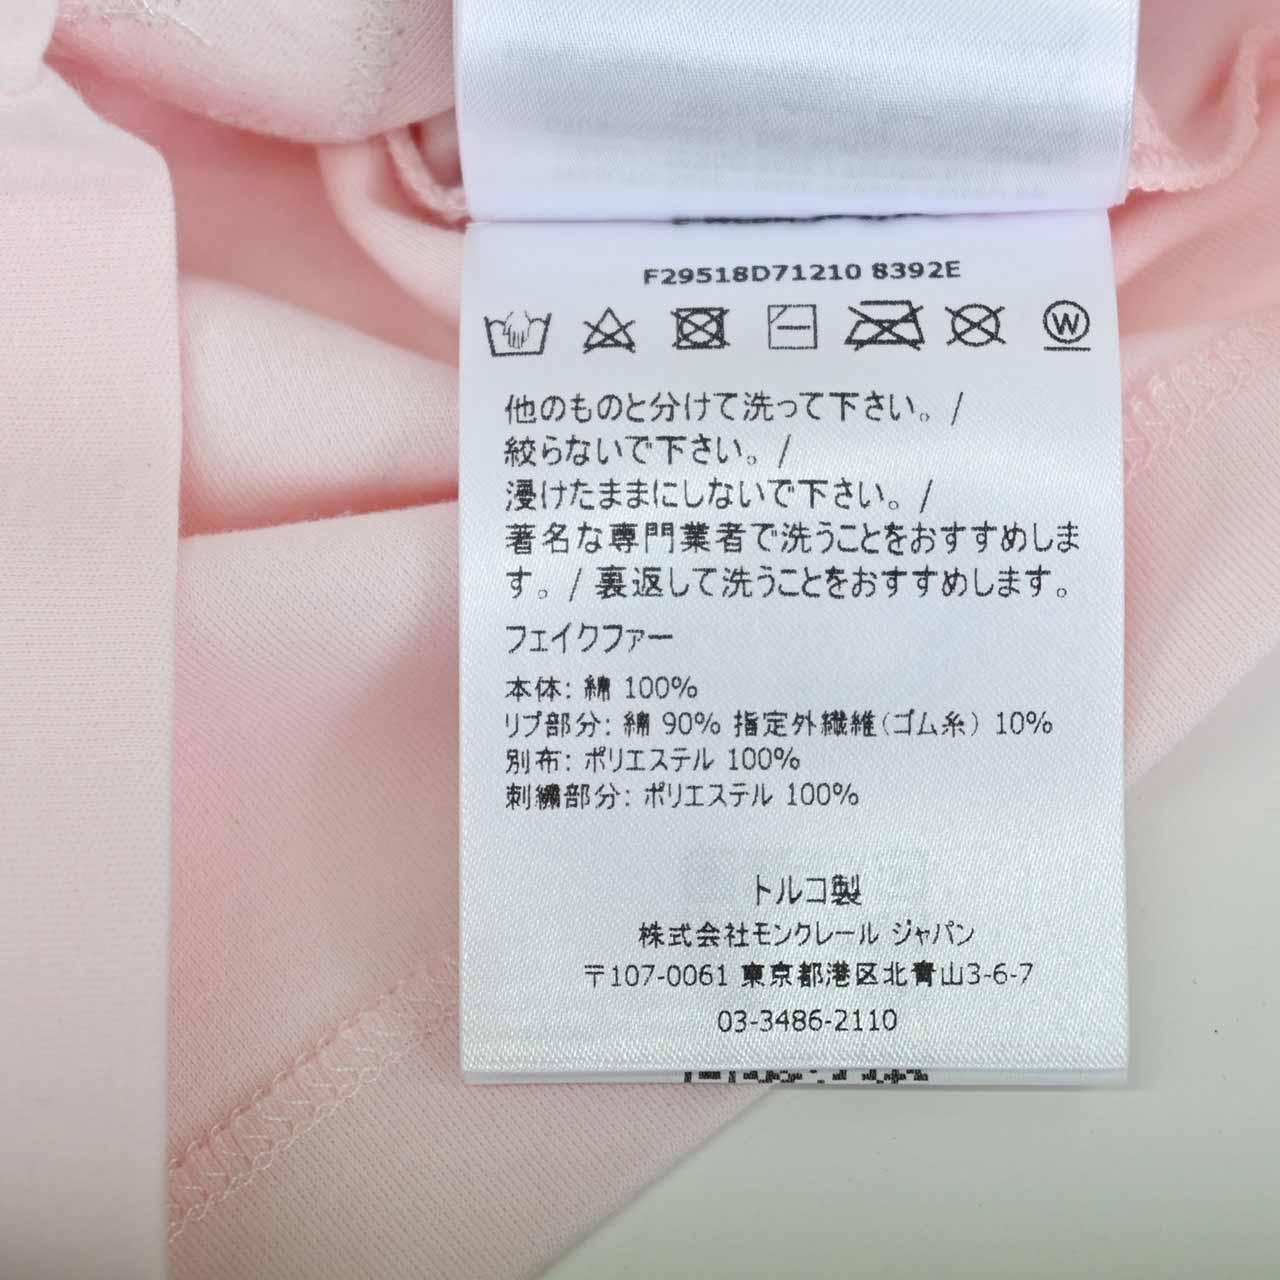 F29518D71210 8392E
W
他のものと分けて洗って下さい。/
絞らないで下さい。/
浸けたままにしないで下さい。/
著名な専門業者で洗うことをおすすめしま
す。/ 裏返して洗うことをおすすめします。
フェイクファー
本体: 綿 100%
リブ部分: 綿 90% 指定外繊維(ゴム糸) 10%
別布: ポリエステル 100%
刺繍部分: ポリエステル 100%
トルコ製
株式会社モンクレール ジャパン
〒107-0061 東京都港区北青山3-6-7
03-3486-2110